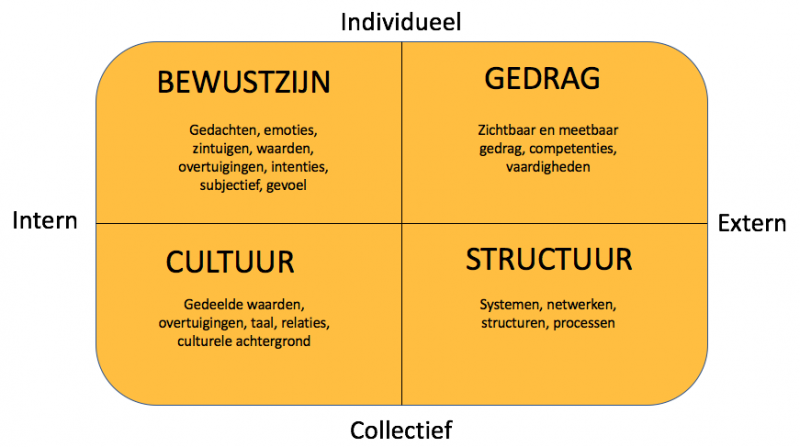 Individueel
BEWUSTZIJN
Gedachten, emoties,
zintuigen, waarden,
overtuigingen, intenties,
subjectief, gevoel
GEDRAG
Zichtbaar en meetbaar
gedrag, competenties,
vaardigheden
Intern
Extern
CULTUUR
Gedeelde waarden,
overtuigingen, taal, relaties,
culturele achtergrond
STRUCTUUR
Systemen, netwerken,
structuren, processen
Collectief